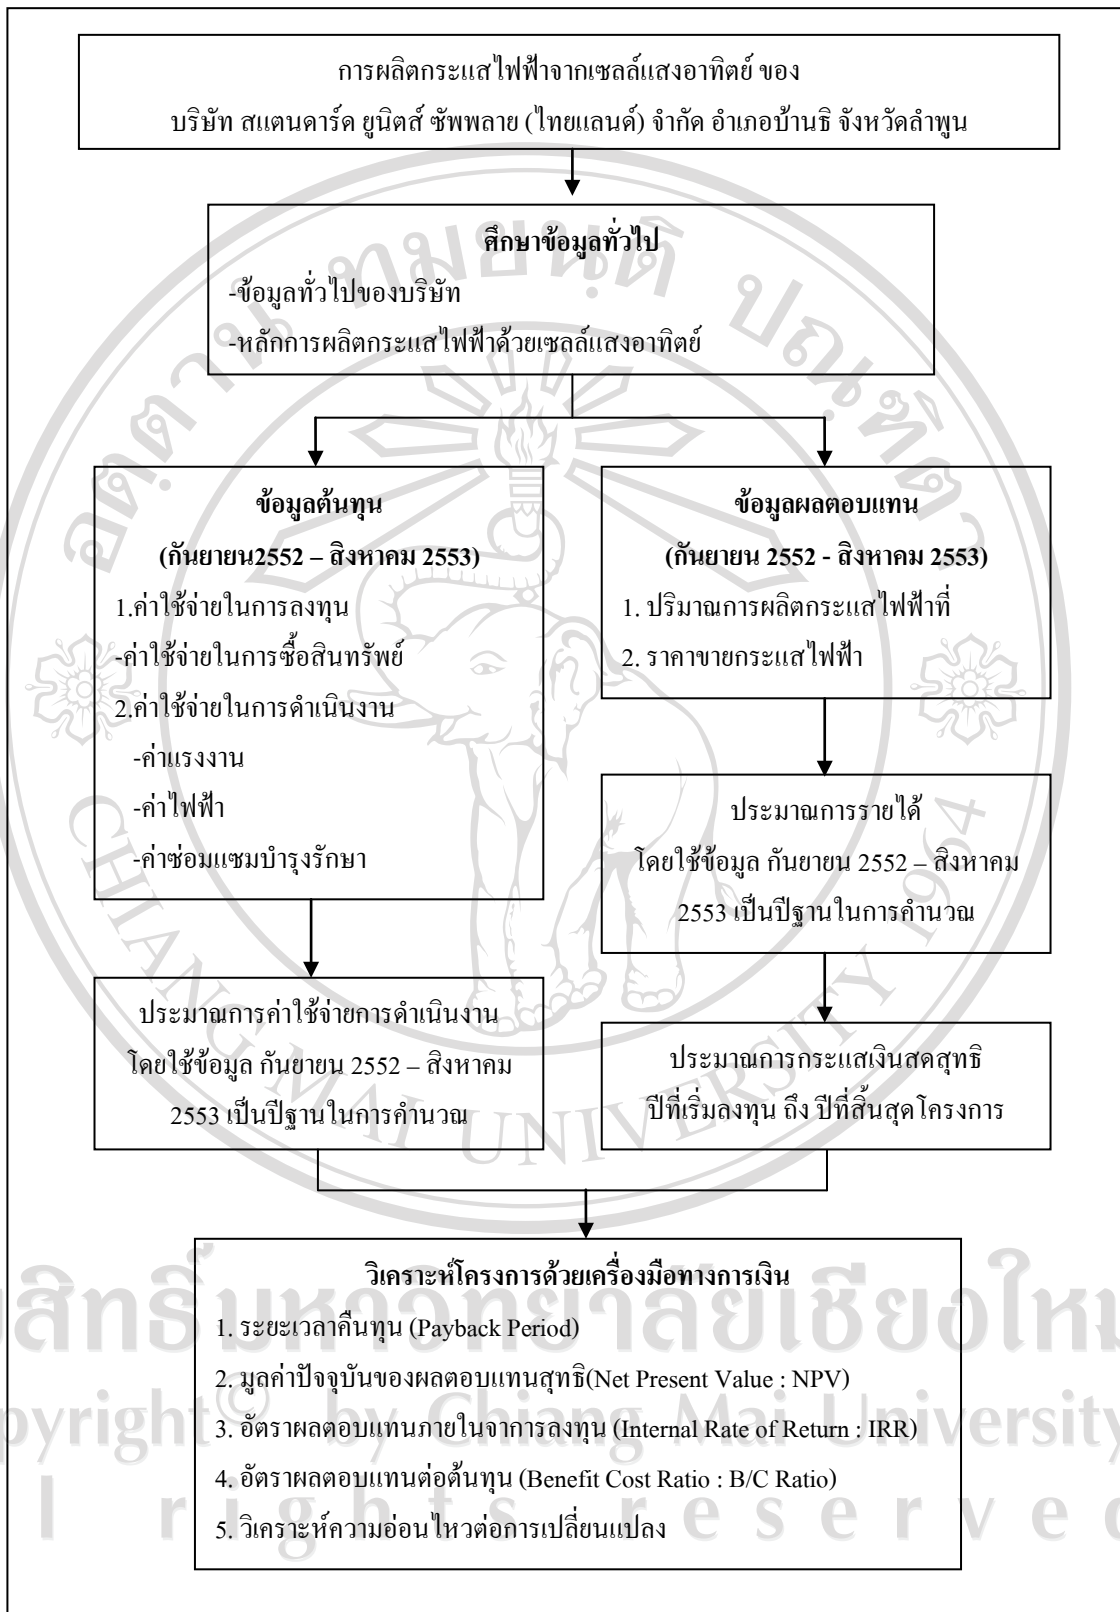 การผลิตกระแสไฟฟ้าจากเซลล์แสงอาทิตย์ ของ
บริษัท สแตนดาร์ด ยูนิตส์ ซัพพลาย (ไทยแลนด์) จำกัด อำเภอบ้านธิ จังหวัดลำพูน
ศึกษาข้อมูลทั่วไป
-ข้อมูลทั่วไปของบริษัท
-หลักการผลิตกระแสไฟฟ้าด้วยเซลล์แสงอาทิตย์
ข้อมูลต้นทุน
(กันยายน2552 – สิงหาคม 2553)
1.ค่าใช้จ่ายในการลงทุน
-ค่าใช้จ่ายในการซื้อสินทรัพย์
2.ค่าใช้จ่ายในการดำเนินงาน
-ค่าแรงงาน
-ค่าไฟฟ้า
-ค่าซ่อมแซมบำรุงรักษา
ข้อมูลผลตอบแทน
(กันยายน 2552 - สิงหาคม 2553)
1. ปริมาณการผลิตกระแสไฟฟ้าที่
2. ราคาขายกระแสไฟฟ้า
ประมาณการรายได้
โดยใช้ข้อมูล กันยายน 2552 – สิงหาคม
2553 เป็นปีฐานในการคำนวณ
ประมาณการค่าใช้จ่ายการดำเนินงาน
โดยใช้ข้อมูล กันยายน 2552 – สิงหาคม
2553 เป็นปีฐานในการคำนวณ
ประมาณการกระแสเงินสดสุทธิ
ปีที่เริ่มลงทุน ถึง ปีที่สิ้นสุดโครงการ
วิเคราะห์โครงการด้วยเครื่องมือทางการเงิน
1. ระยะเวลาคืนทุน (Payback Period)
2. มูลค่าปัจจุบันของผลตอบแทนสุทธิ(Net Present Value : NPV)
3. อัตราผลตอบแทนภายในจาการลงทุน (Internal Rate of Return : IRR)
4. อัตราผลตอบแทนต่อต้นทุน (Benefit Cost Ratio : B/C Ratio)
5. วิเคราะห์ความอ่อนไหวต่อการเปลี่ยนแปลง
CHIANG MAI UNIVERSITY 1964
by Chiang Mai University
rights reserved